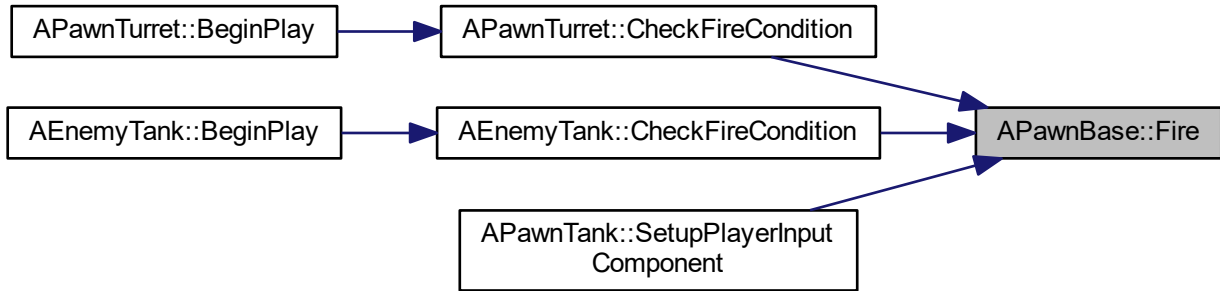 APawnTurret::BeginPlay
APawnTurret::CheckFireCondition
AEnemyTank::BeginPlay
AEnemyTank::CheckFireCondition
APawnBase::Fire
APawnTank::SetupPlayerInput
Component